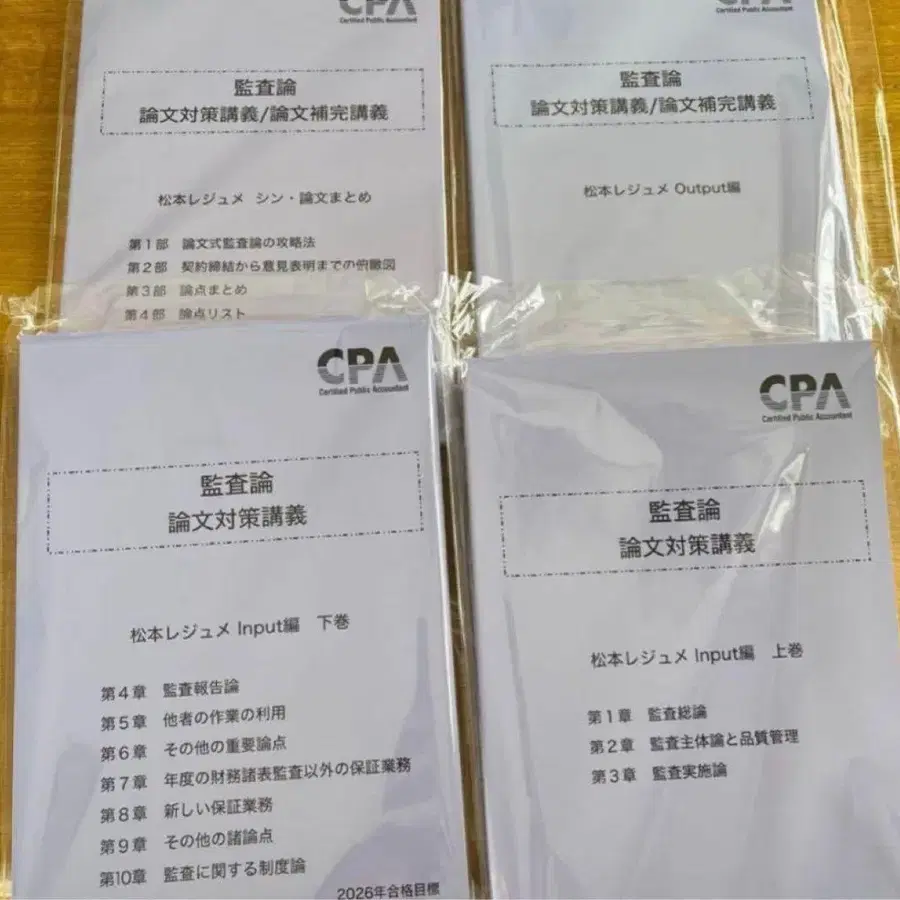 CPA
Certified Public Accountant
監査論
論文対策講義/論文補完講義
松本レジュメ シン・論文まとめ
第1部 論文式監査論の攻略法
第2部 契約締結から意見表明までの俯瞰図
第3部 論点まとめ
第4部 論点リスト
CPA
Certified Public Accountant
監査論
論文対策講義/論文補完講義
松本レジュメ Output編
CPA
Certified Public Accountant
監査論
論文対策講義
松本レジュメ Input編 下巻
第4章 監査報告論
第5章 他者の作業の利用
第6章 その他の重要論点
第7章 年度の財務諸表監査以外の保証業務
第8章 新しい保証業務
第9章 その他の諸論点
第10章 監査に関する制度論
2026年合格目標
CPA
Certified Public Accountant
監査論
論文対策講義
松本レジュメ Input編 上巻
第1章 監査総論
第2章 監査主体論と品質管理
第3章 監査実施論